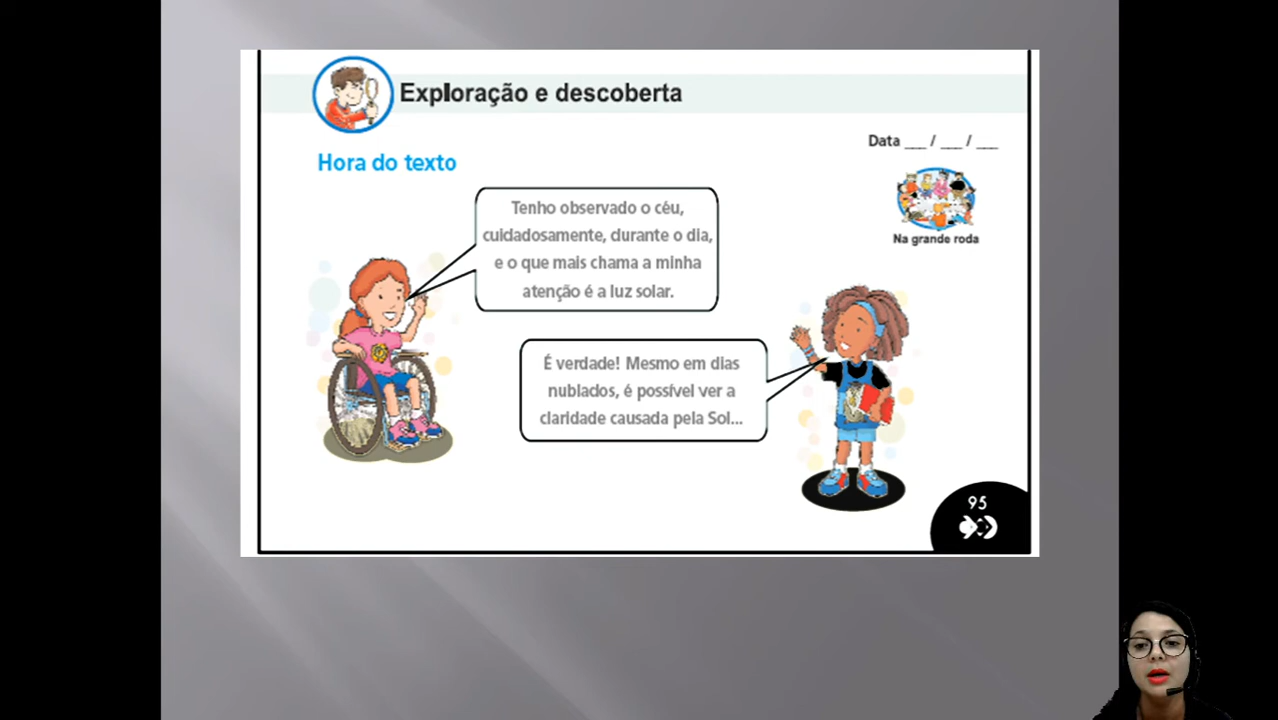 Exploração e descoberta
Data ___ / ___ / ___
Hora do texto
Na grande roda
Tenho observado o céu,
cuidadosamente, durante o dia,
e o que mais chama a minha
atenção é a luz solar.
É verdade! Mesmo em dias
nublados, é possível ver a
claridade causada pela Sol...
95